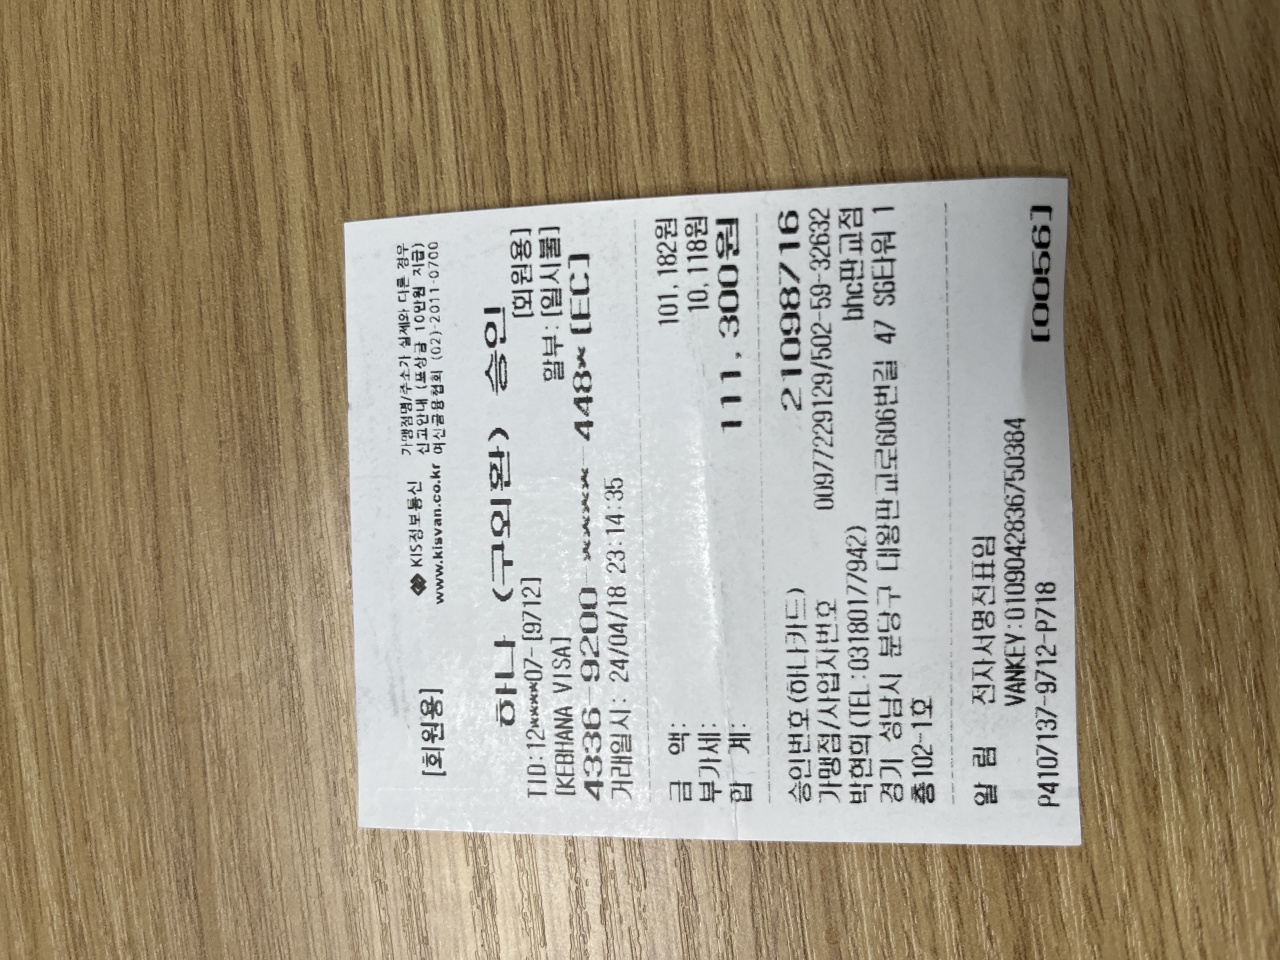 [회원용]
KIS정보통신
www.kisvan.co.kr
가맹점명/주소가 실제와 다른 경우
신고안내 (포상금 10만원 지급)
여신금융협회 (02)-2011-0700
하나 (구외환) 승인
TID:12****07-[9712] [회원용]
[KEBHANA VISA] 할부: [일시불]
4336-9200-****-448* [EC]
거래일시: 24/04/18 23:14:35
금 액: 101,182원
부가세: 10,118원
합 계: 111,300원
승인번호(하나카드) 21098716
가맹점/사업자번호 00977229129/502-59-32632
박현희(TEL:03180177942) bhc판교점
경기 성남시 분당구 대왕판교로606번길 47 SG타워 1
층102-1호
알 림 전자서명전표임
VANKEY:0109042836750384
P4107137-9712-P718 [0056]